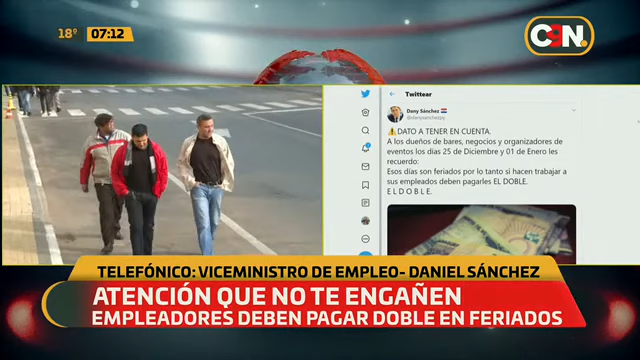 18º
07:12
C9N.
Twittear
Dany Sánchez
@danysanchezpy
DATO A TENER EN CUENTA.
A los dueños de bares, negocios y organizadores de
eventos los días 25 de Diciembre y 01 de Enero les
recuerdo:
Esos días son feriados por lo tanto si hacen trabajar a
sus empleados deben pagarles EL DOBLE.
E L D O B L E.
TELEFÓNICO: VICEMINISTRO DE EMPLEO- DANIEL SÁNCHEZ
ATENCIÓN QUE NO TE ENGAÑEN
EMPLEADORES DEBEN PAGAR DOBLE EN FERIADOS